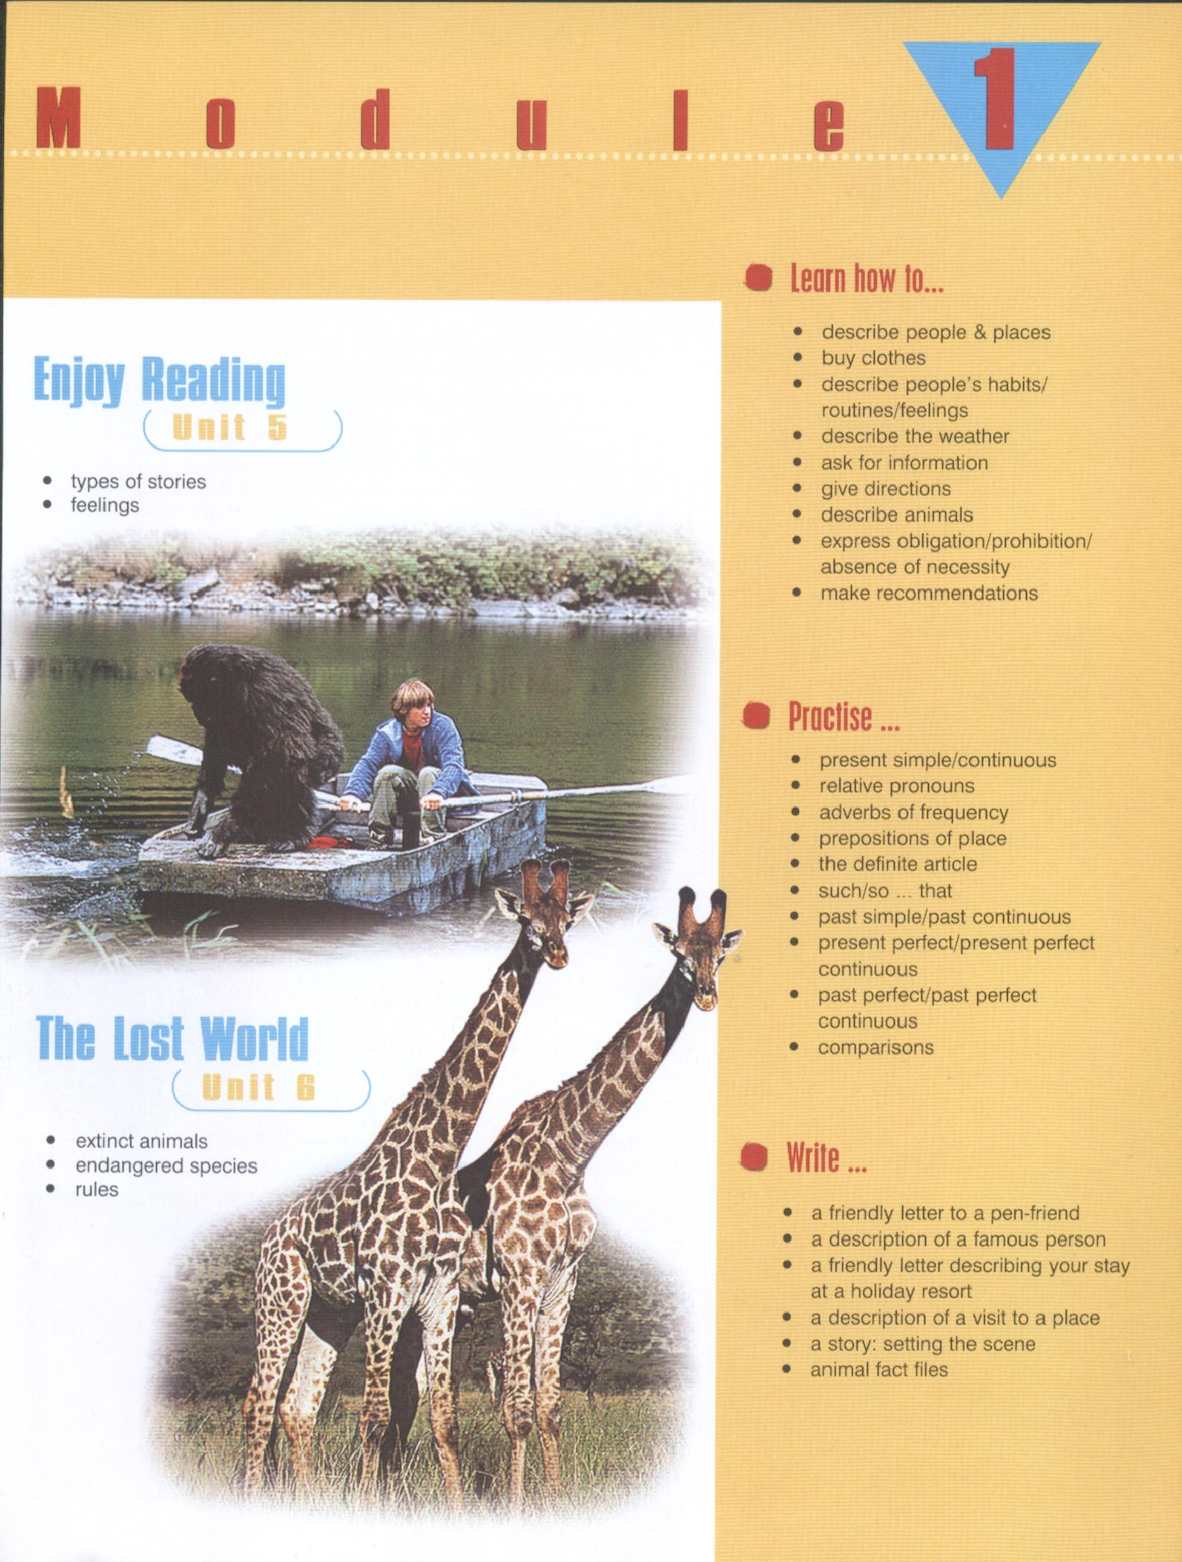 Module 1
Enjoy Reading
Unit 5
• types of stories
• feelings
The Lost World
Unit 6
• extinct animals
• endangered species
• rules
Learn how to...
• describe people & places
• buy clothes
• describe people's habits/
routines/feelings
• describe the weather
• ask for information
• give directions
• describe animals
• express obligation/prohibition/
absence of necessity
• make recommendations
Practise ...
• present simple/continuous
• relative pronouns
• adverbs of frequency
• prepositions of place
• the definite article
• such/so ... that
• past simple/past continuous
• present perfect/present perfect
continuous
• past perfect/past perfect
continuous
• comparisons
Write ...
• a friendly letter to a pen-friend
• a description of a famous person
• a friendly letter describing your stay
at a holiday resort
• a description of a visit to a place
• a story: setting the scene
• animal fact files